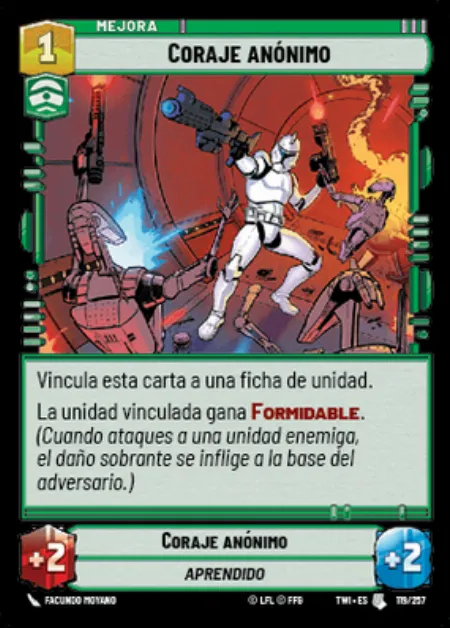 MEJORA
1
CORAJE ANÓNIMO
Vincula esta carta a una ficha de unidad.
La unidad vinculada gana FORMIDABLE.
(Cuando ataques a una unidad enemiga,
el daño sobrante se inflige a la base del
adversario.)
+2
CORAJE ANÓNIMO
APRENDIDO
+2
FACUNDO MOYANO
© LFL © FFG
TWI•ES
119/257